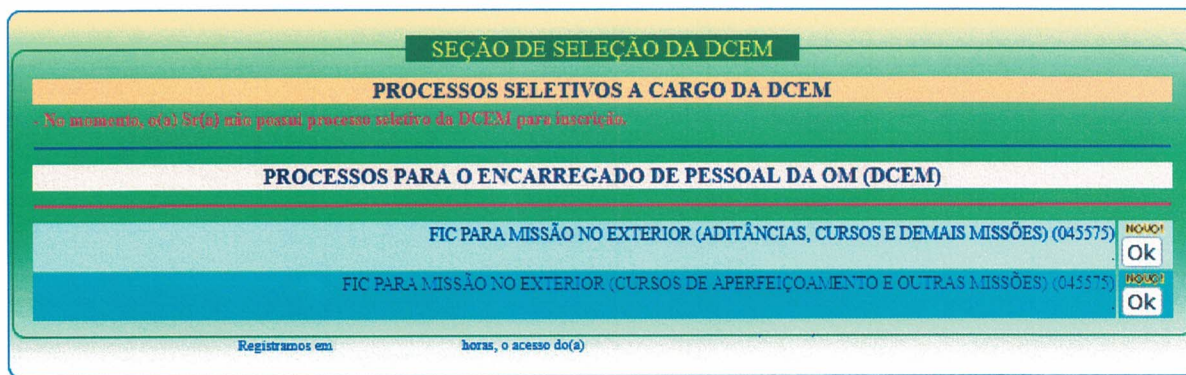 SEÇÃO DE SELEÇÃO DA DCEM
PROCESSOS SELETIVOS A CARGO DA DCEM
- No momento, o(a) Sr(a) não possui processo seletivo da DCEM para inscrição.
PROCESSOS PARA O ENCARREGADO DE PESSOAL DA OM (DCEM)
FIC PARA MISSÃO NO EXTERIOR (ADITÂNCIAS, CURSOS E DEMAIS MISSÕES) (045575) NOVO!
. Ok
FIC PARA MISSÃO NO EXTERIOR (CURSOS DE APERFEIÇOAMENTO E OUTRAS MISSÕES) (045575) NOVO!
. Ok
Registramos em horas, o acesso do(a)